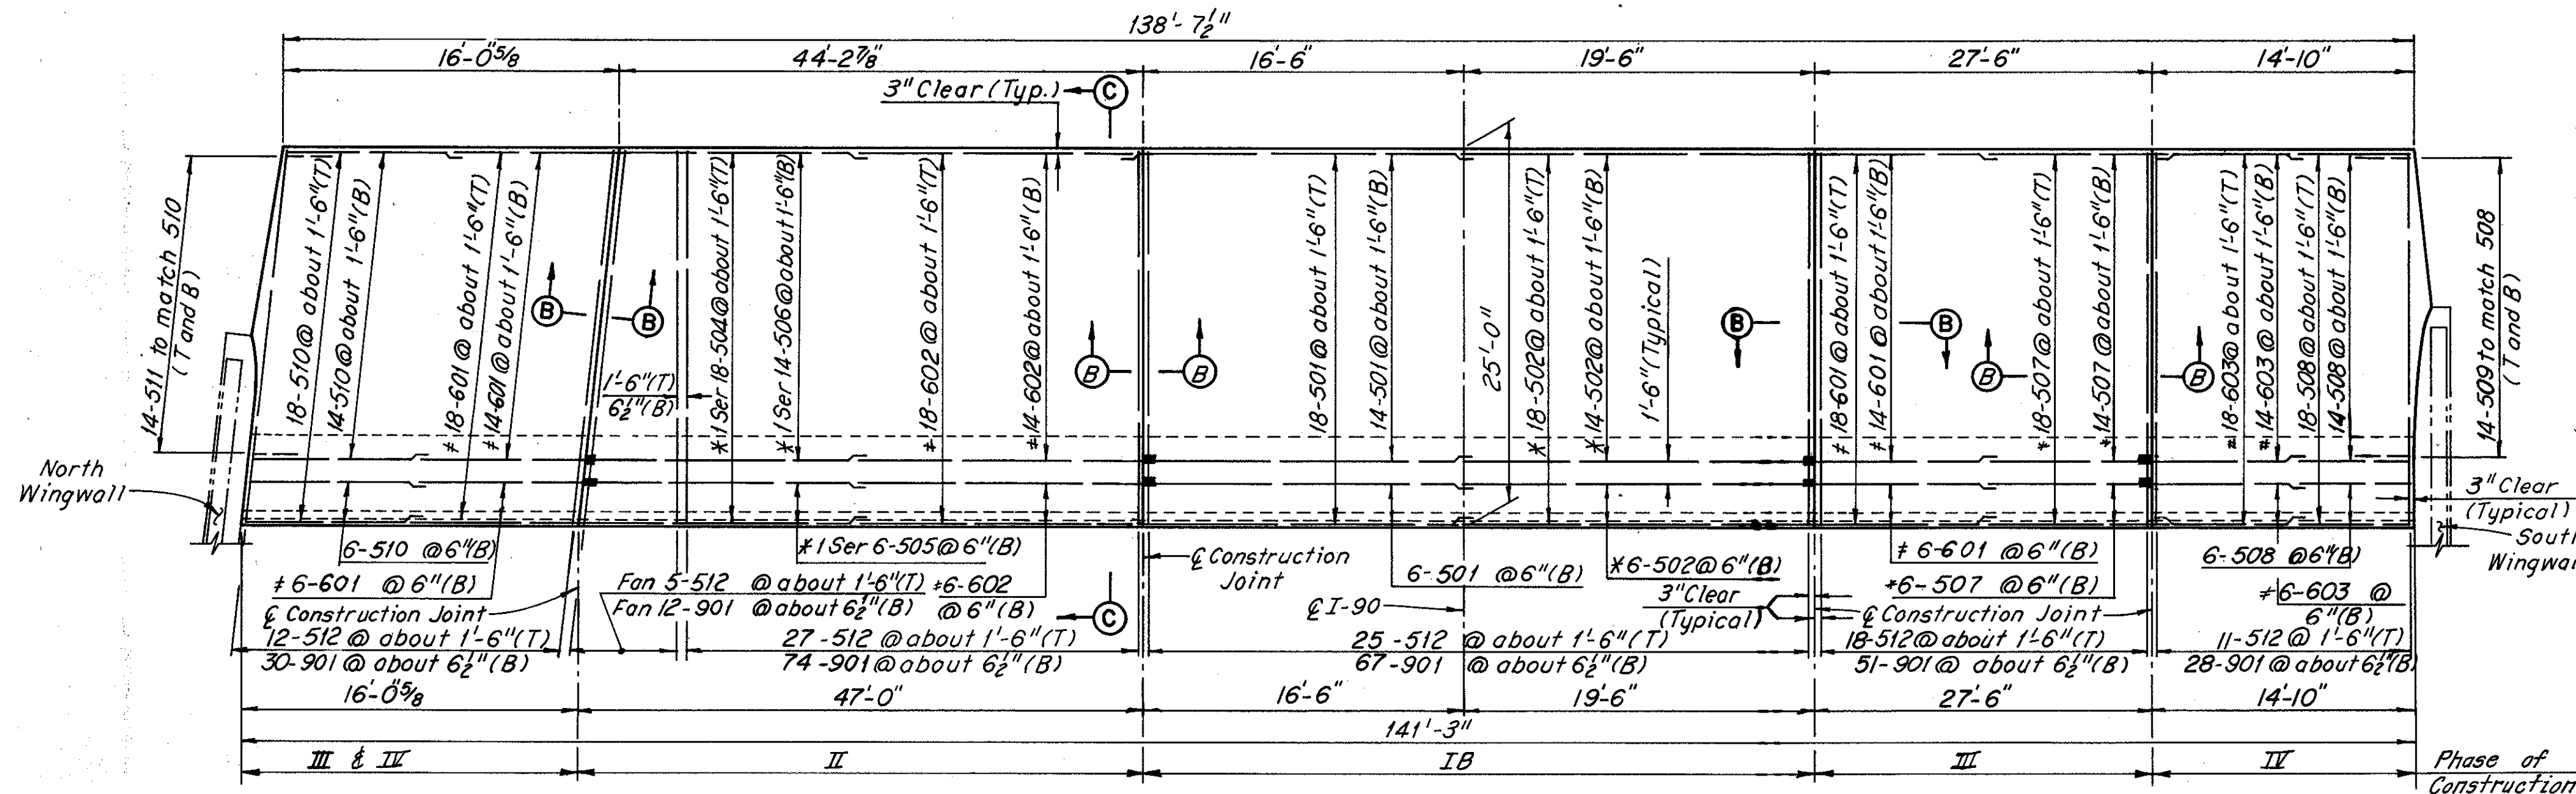 138'-7 1/2"
16'-0"5/8
44'-2 7/8"
16'-6"
19'-6"
27'-6"
14'-10"
3" Clear (Typ.)
C
14-511 to match 510
(T and B)
18-510 @ about 1'-6"(T)
14-510 @ about 1'-6"(B)
‡ 18-601 @ about 1'-6"(T)
‡ 14-601 @ about 1'-6"(B)
B
B
1'-6"(T)
6 1/2"(B)
* 1 Ser 18-504 @ about 1'-6"(T)
* 1 Ser 14-506 @ about 1'-6"(B)
‡ 18-602 @ about 1'-6"(T)
‡ 14-602 @ about 1'-6"(B)
B
B
18-501 @ about 1'-6"(T)
14-501 @ about 1'-6"(B)
25'-0"
* 18-502 @ about 1'-6"(T)
* 14-502 @ about 1'-6"(B)
1'-6"(Typical)
B
‡ 18-601 @ about 1'-6"(T)
‡ 14-601 @ about 1'-6"(B)
B
B
* 18-507 @ about 1'-6"(T)
* 14-507 @ about 1'-6"(B)
B
‡ 18-603 @ about 1'-6"(T)
‡ 14-603 @ about 1'-6"(B)
18-508 @ about 1'-6"(T)
14-508 @ about 1'-6"(B)
14-509 to match 508
(T and B)
North
Wingwall
3" Clear
(Typical)
South
Wingwal
6-510 @ 6"(B)
‡ 6-601 @ 6"(B)
℄ Construction Joint
12-512 @ about 1'-6"(T)
30-901 @ about 6 1/2"(B)
* 1 Ser 6-505 @ 6"(B)
Fan 5-512 @ about 1'-6"(T)
Fan 12-901 @ about 6 1/2"(B)
‡ 6-602
@ 6"(B)
C
27-512 @ about 1'-6"(T)
74-901 @ about 6 1/2"(B)
℄ Construction
Joint
6-501 @ 6"(B)
℄ I-90
25-512 @ about 1'-6"(T)
67-901 @ about 6 1/2"(B)
* 6-502 @ 6"(B)
3" Clear
(Typical)
‡ 6-601 @ 6"(B)
* 6-507 @ 6"(B)
℄ Construction Joint
18-512 @ about 1'-6"(T)
51-901 @ about 6 1/2"(B)
6-508 @ 6"(B)
‡ 6-603 @
6"(B)
11-512 @ 1'-6"(T)
28-901 @ about 6 1/2"(B)
16'-0"5/8
47'-0"
16'-6"
19'-6"
27'-6"
14'-10"
141'-3"
III & IV
II
IB
III
IV
Phase of
Construction